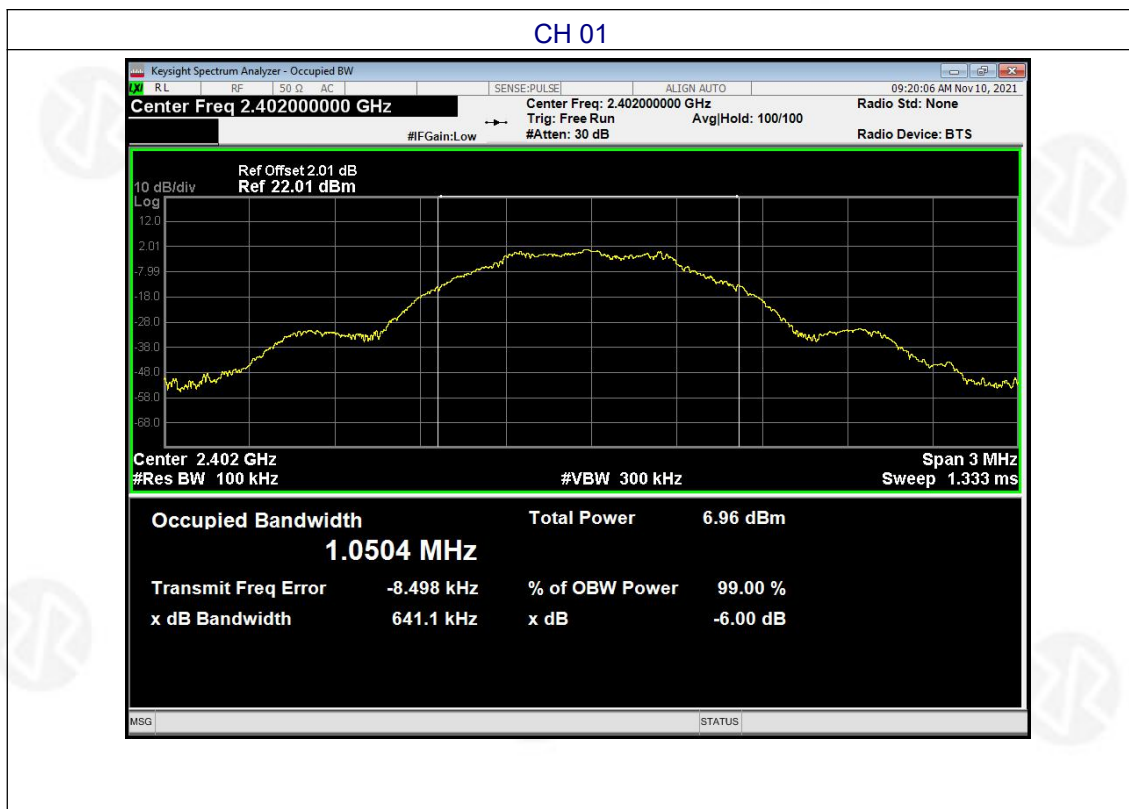 CH 01
Keysight Spectrum Analyzer - Occupied BW
LXI RL RF 50 Ω AC SENSE:PULSE ALIGN AUTO 09:20:06 AM Nov 10, 2021
Center Freq 2.402000000 GHz Center Freq: 2.402000000 GHz Radio Std: None
Trig: Free Run Avg|Hold: 100/100
#IFGain:Low #Atten: 30 dB Radio Device: BTS
Ref Offset 2.01 dB
10 dB/div Ref 22.01 dBm
Log
12.0
2.01
-7.99
-18.0
-28.0
-38.0
-48.0
-58.0
-68.0
Center 2.402 GHz Span 3 MHz
#Res BW 100 kHz #VBW 300 kHz Sweep 1.333 ms
Occupied Bandwidth Total Power 6.96 dBm
1.0504 MHz
Transmit Freq Error -8.498 kHz % of OBW Power 99.00 %
x dB Bandwidth 641.1 kHz x dB -6.00 dB
MSG STATUS